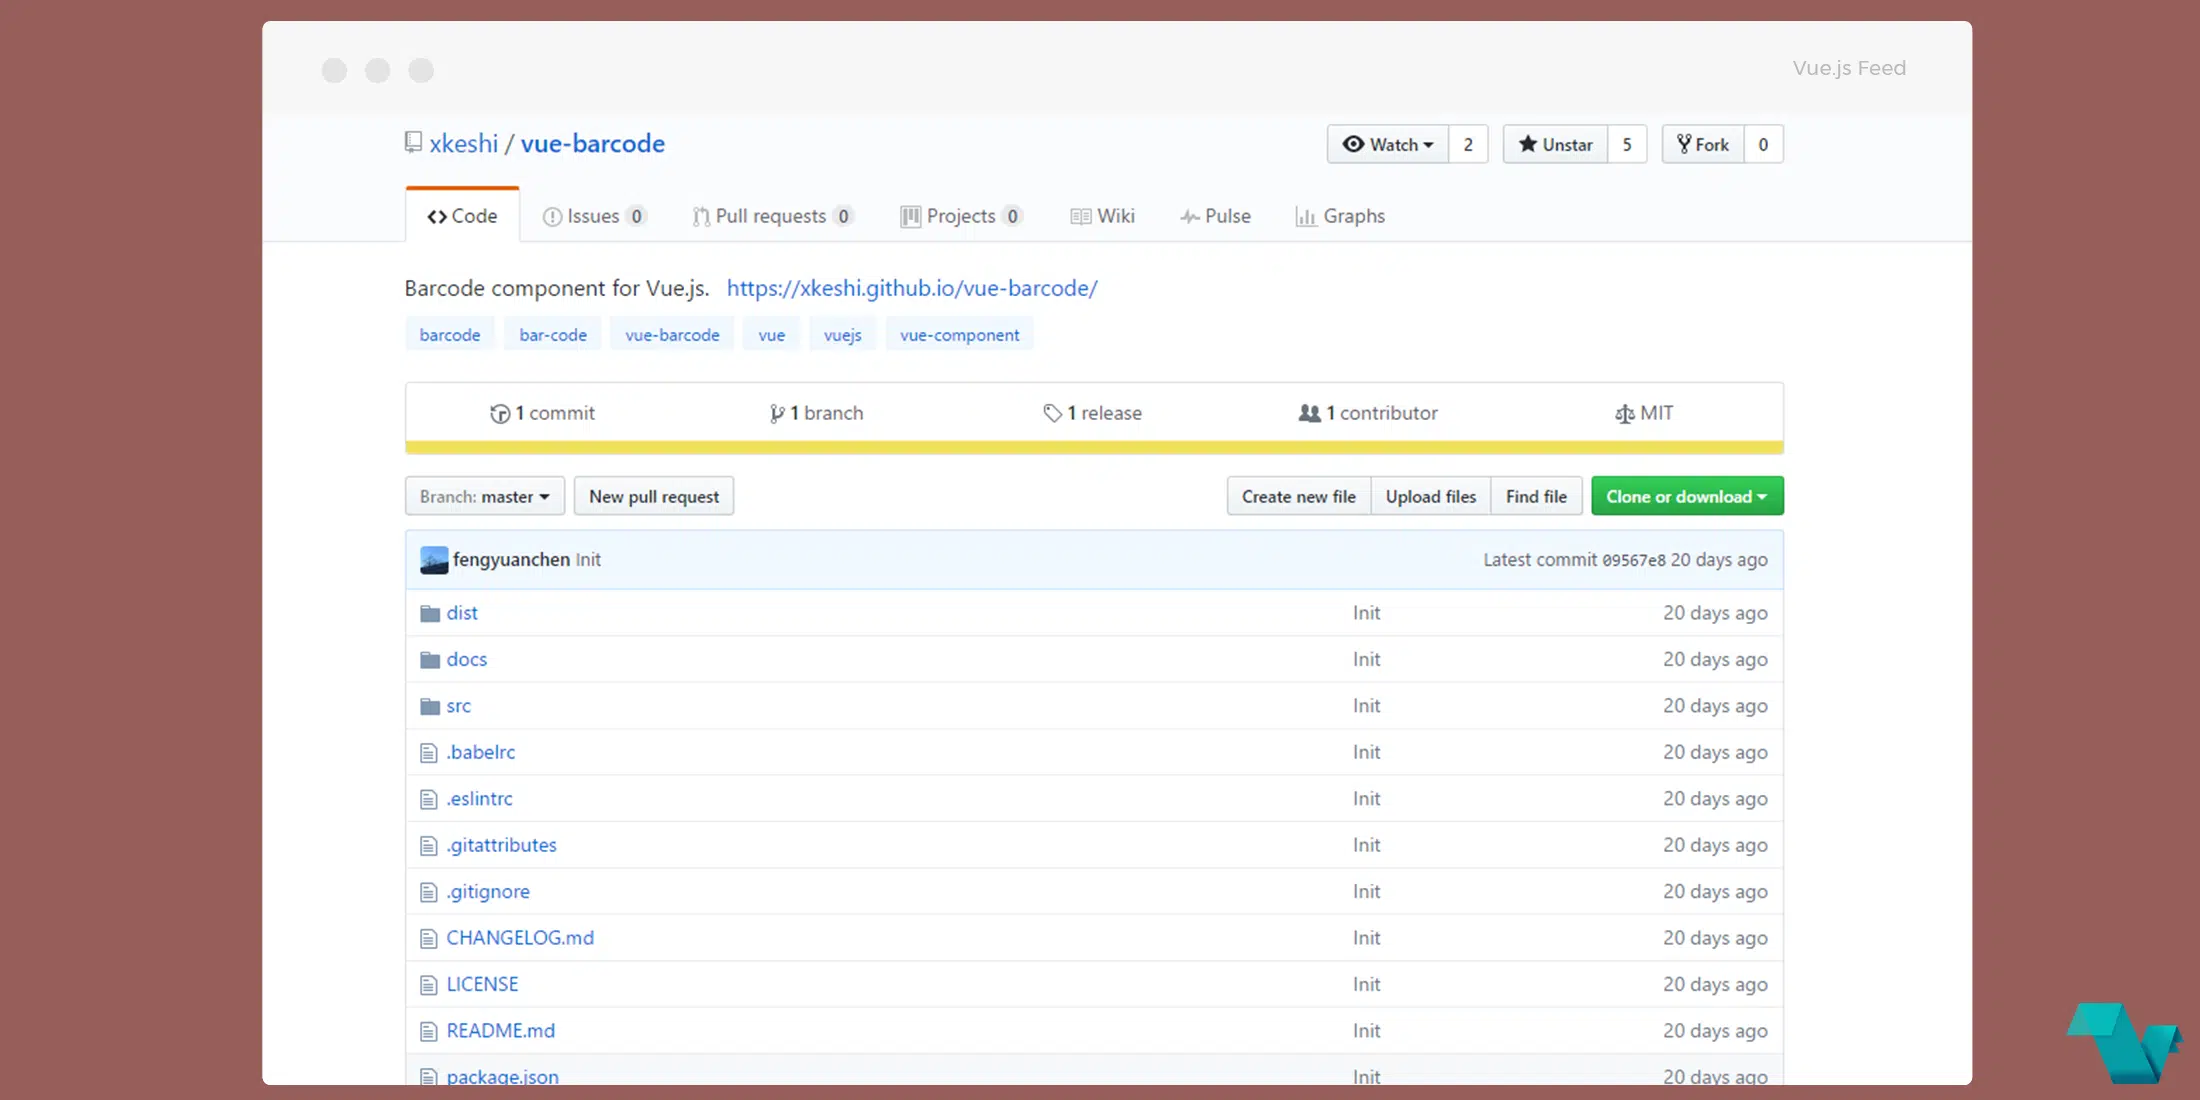 Vue.js Feed
xkeshi / vue-barcode
Watch 2 Unstar 5 Fork 0
Code Issues 0 Pull requests 0 Projects 0 Wiki Pulse Graphs
Barcode component for Vue.js. https://xkeshi.github.io/vue-barcode/
barcode bar-code vue-barcode vue vuejs vue-component
1 commit 1 branch 1 release 1 contributor MIT
Branch: master New pull request Create new file Upload files Find file Clone or download
fengyuanchen Init Latest commit 09567e8 20 days ago
dist Init 20 days ago
docs Init 20 days ago
src Init 20 days ago
.babelrc Init 20 days ago
.eslintrc Init 20 days ago
.gitattributes Init 20 days ago
.gitignore Init 20 days ago
CHANGELOG.md Init 20 days ago
LICENSE Init 20 days ago
README.md Init 20 days ago
package.json Init 20 days ago